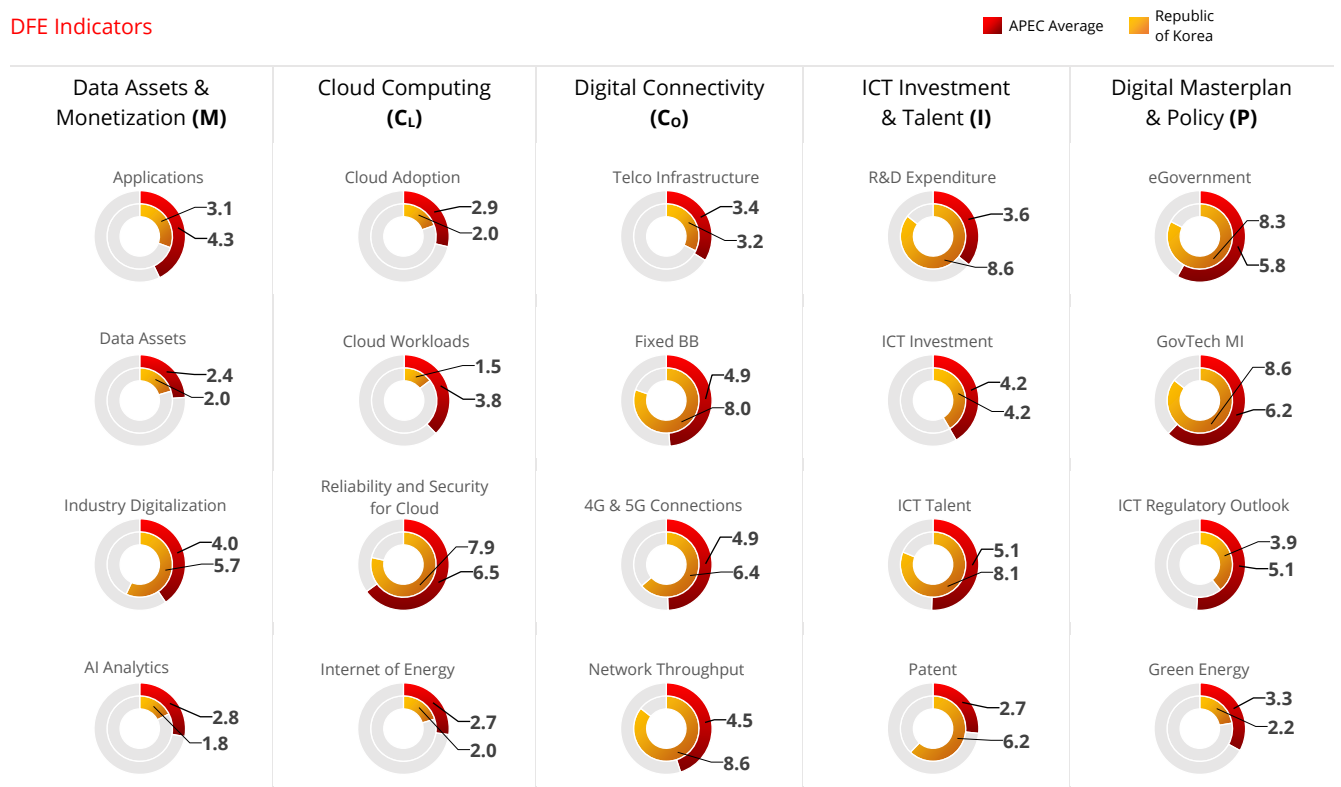 DFE Indicators
APEC Average
Republic
of Korea
Data Assets &
Monetization (M)
Cloud Computing
(CL)
Digital Connectivity
(CO)
ICT Investment
& Talent (I)
Digital Masterplan
& Policy (P)
Applications
3.1
4.3
Cloud Adoption
2.9
2.0
Telco Infrastructure
3.4
3.2
R&D Expenditure
3.6
8.6
eGovernment
8.3
5.8
Data Assets
2.4
2.0
Cloud Workloads
1.5
3.8
Fixed BB
4.9
8.0
ICT Investment
4.2
4.2
GovTech MI
8.6
6.2
Industry Digitalization
4.0
5.7
Reliability and Security
for Cloud
7.9
6.5
4G & 5G Connections
4.9
6.4
ICT Talent
5.1
8.1
ICT Regulatory Outlook
3.9
5.1
AI Analytics
2.8
1.8
Internet of Energy
2.7
2.0
Network Throughput
4.5
8.6
Patent
2.7
6.2
Green Energy
3.3
2.2